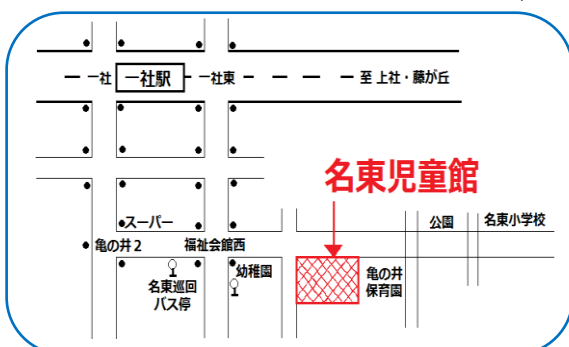 一社
一社駅
一社東
至 上社・藤が丘
名東児童館
スーパー
公園
名東小学校
亀の井2
福祉会館西
名東巡回
バス停
幼稚園
亀の井
保育園